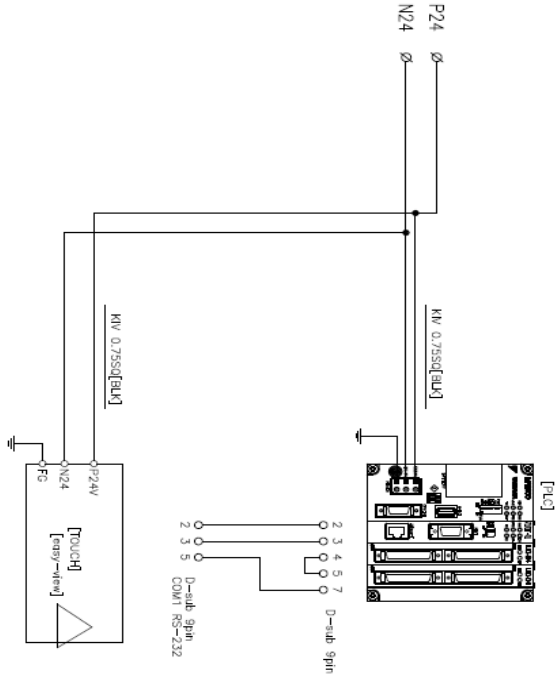 P24
N24
KIV 0.75SQ[BLK]
KIV 0.75SQ[BLK]
[PLC]
P24V
N24
FG
[TOUCH]
[easy-view]
2
3
5
D-sub 9pin
COM1 RS-232
2
3
4
5
7
D-sub 9pin